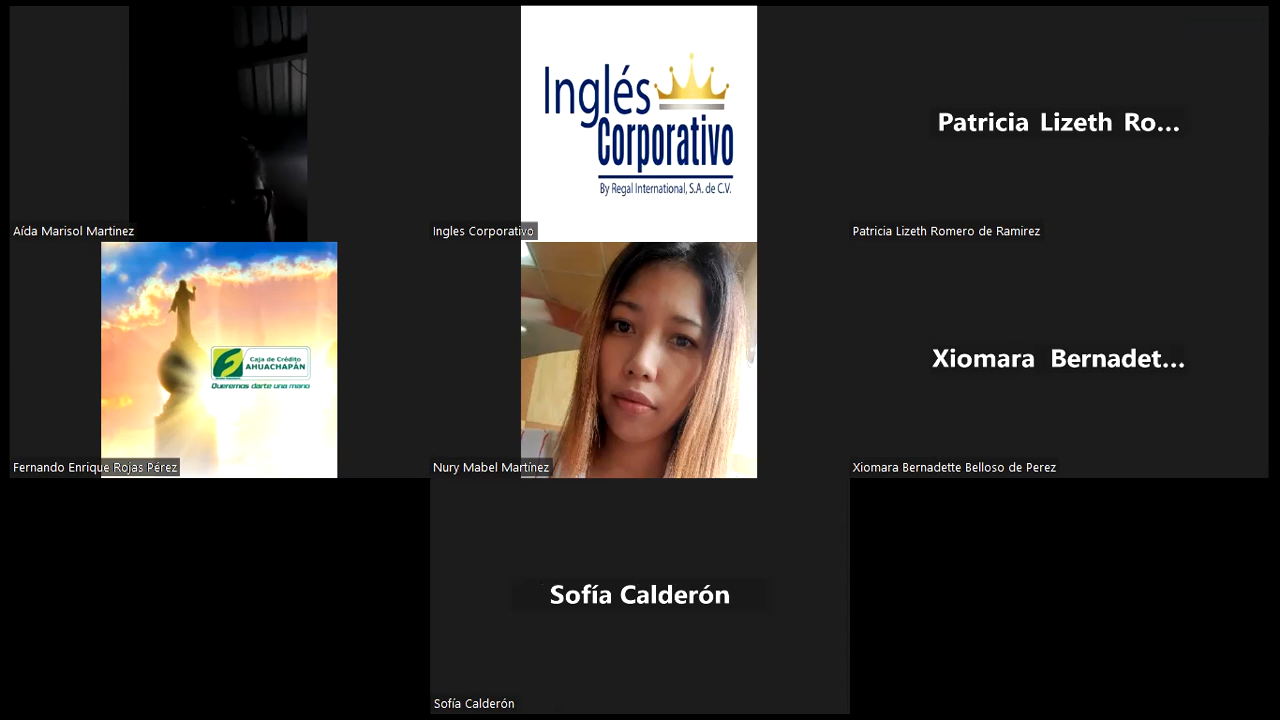 Inglés
Corporativo
By Regal International, S.A. de C.V.
Patricia Lizeth Ro...
Aída Marisol Martinez
Ingles Corporativo
Patricia Lizeth Romero de Ramirez
Caja de Crédito
AHUACHAPÁN
Queremos darte una mano
Xiomara Bernadet...
Fernando Enrique Rojas Pérez
Nury Mabel Martínez
Xiomara Bernadette Belloso de Perez
Sofía Calderón
Sofía Calderón